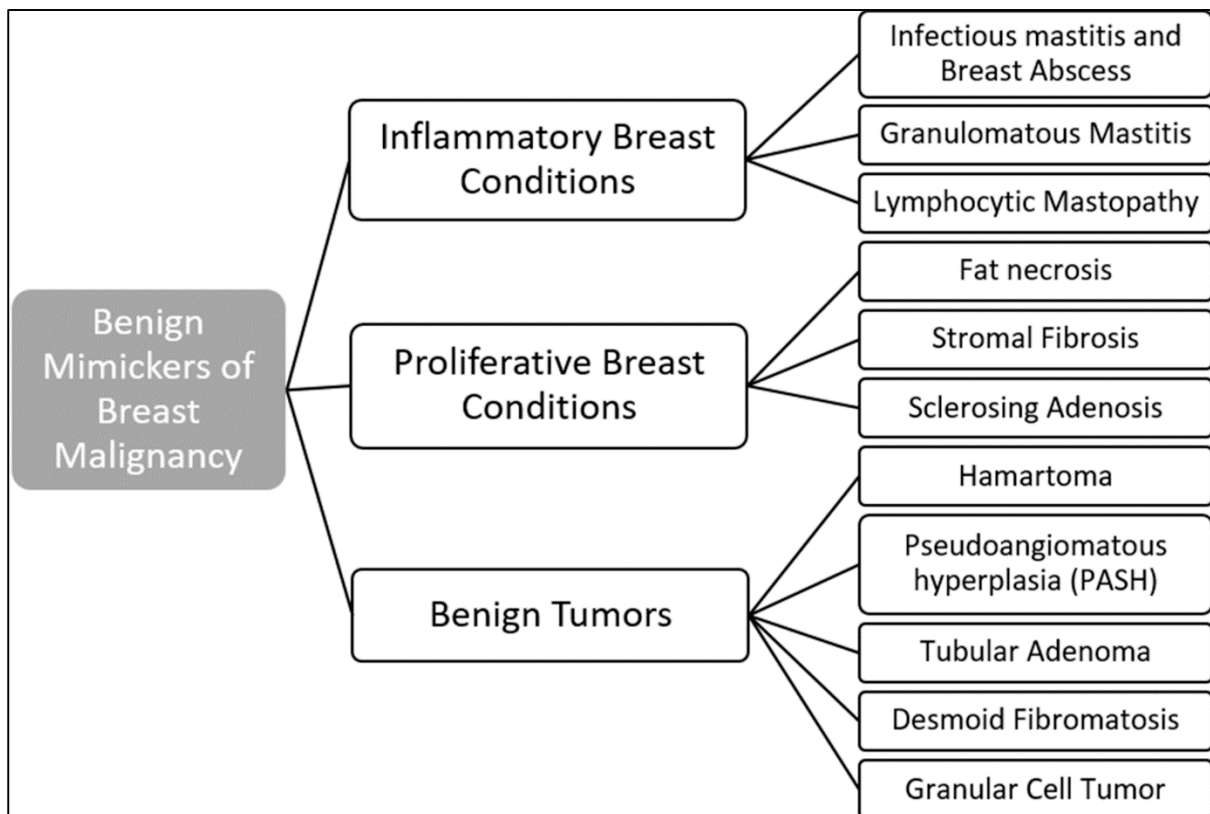 Benign
Mimickers of
Breast
Malignancy
Inflammatory Breast
Conditions
Infectious mastitis and
Breast Abscess
Granulomatous Mastitis
Lymphocytic Mastopathy
Proliferative Breast
Conditions
Fat necrosis
Stromal Fibrosis
Sclerosing Adenosis
Benign Tumors
Hamartoma
Pseudoangiomatous
hyperplasia (PASH)
Tubular Adenoma
Desmoid Fibromatosis
Granular Cell Tumor